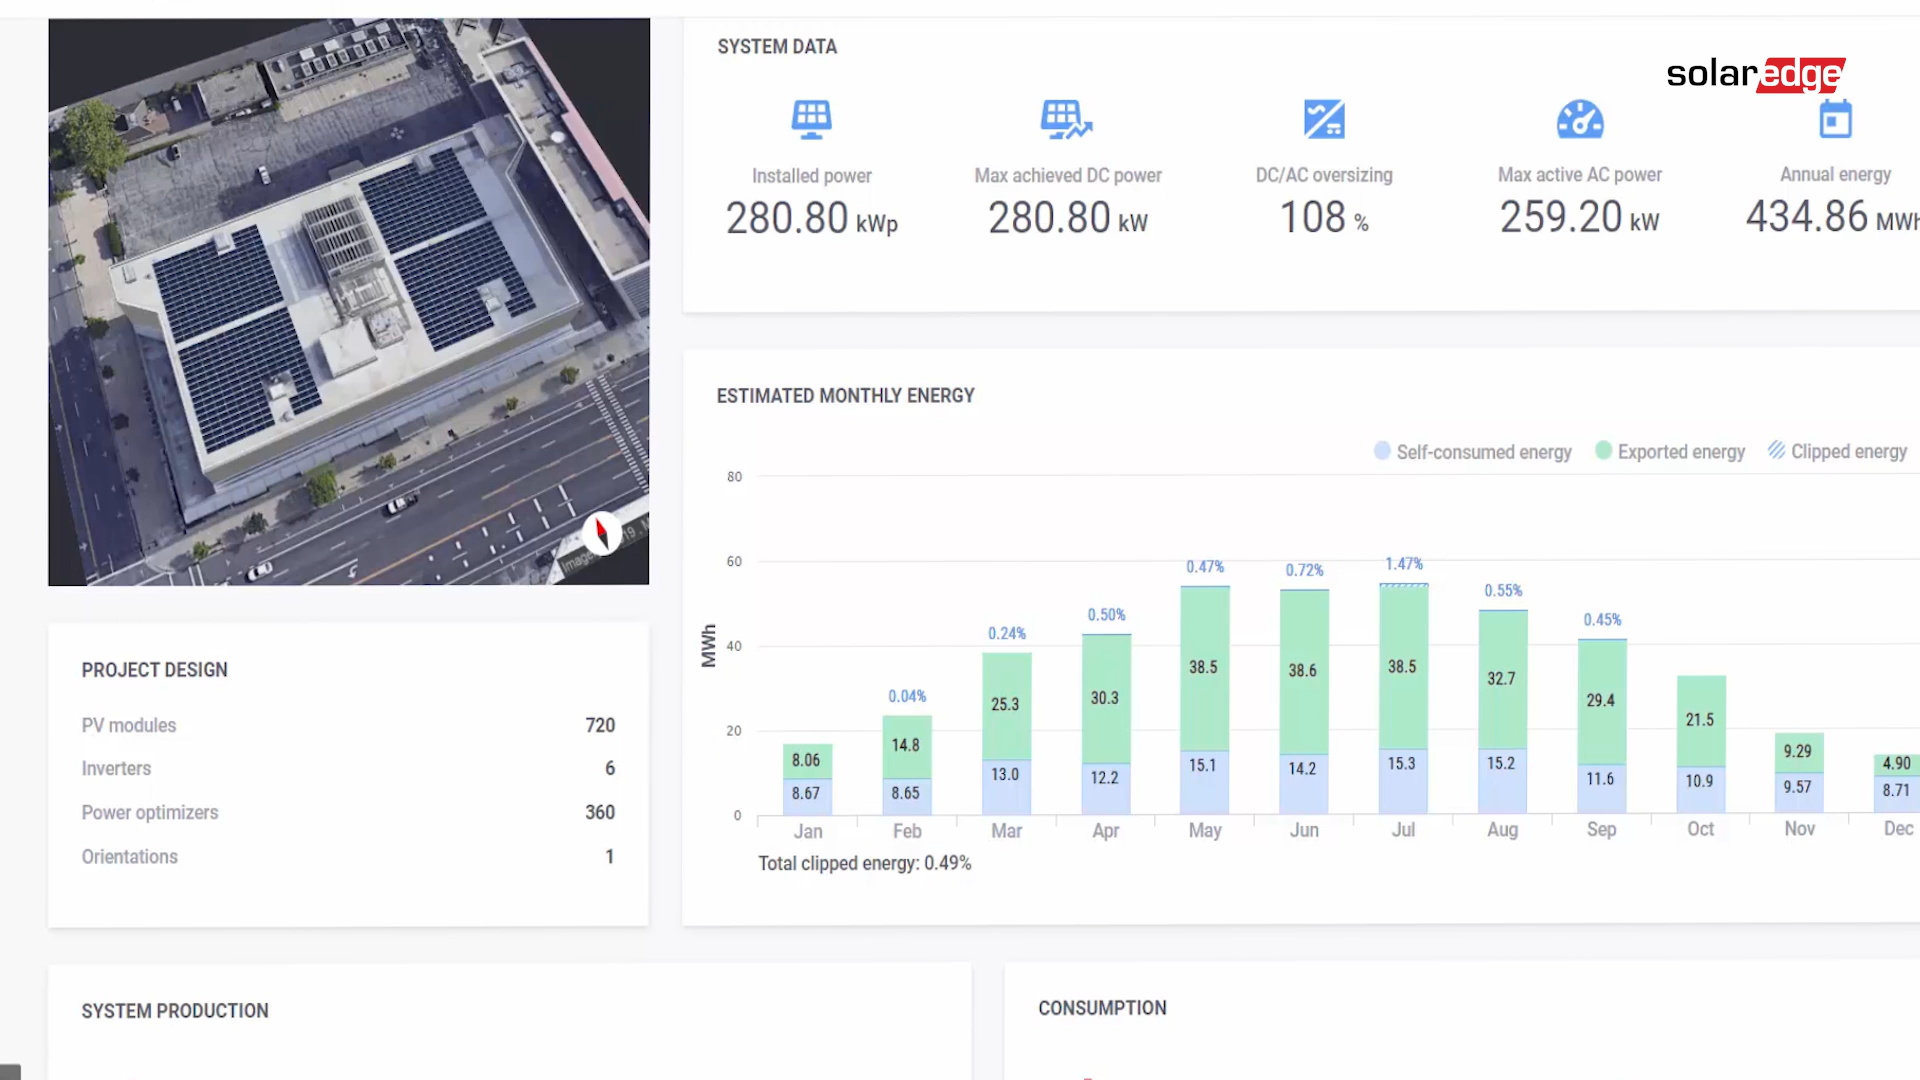 solaredge
SYSTEM DATA
Installed power
280.80 kWp
Max achieved DC power
280.80 kW
DC/AC oversizing
108 %
Max active AC power
259.20 kW
Annual energy
434.86 MWh
ESTIMATED MONTHLY ENERGY
Self-consumed energy
Exported energy
Clipped energy
MWh
80
60
40
20
0
0.04%
0.24%
0.50%
0.47%
0.72%
1.47%
0.55%
0.45%
8.06
14.8
25.3
30.3
38.5
38.6
38.5
32.7
29.4
21.5
9.29
4.90
8.67
8.65
13.0
12.2
15.1
14.2
15.3
15.2
11.6
10.9
9.57
8.71
Jan
Feb
Mar
Apr
May
Jun
Jul
Aug
Sep
Oct
Nov
Dec
Total clipped energy: 0.49%
PROJECT DESIGN
PV modules 720
Inverters 6
Power optimizers 360
Orientations 1
SYSTEM PRODUCTION
CONSUMPTION